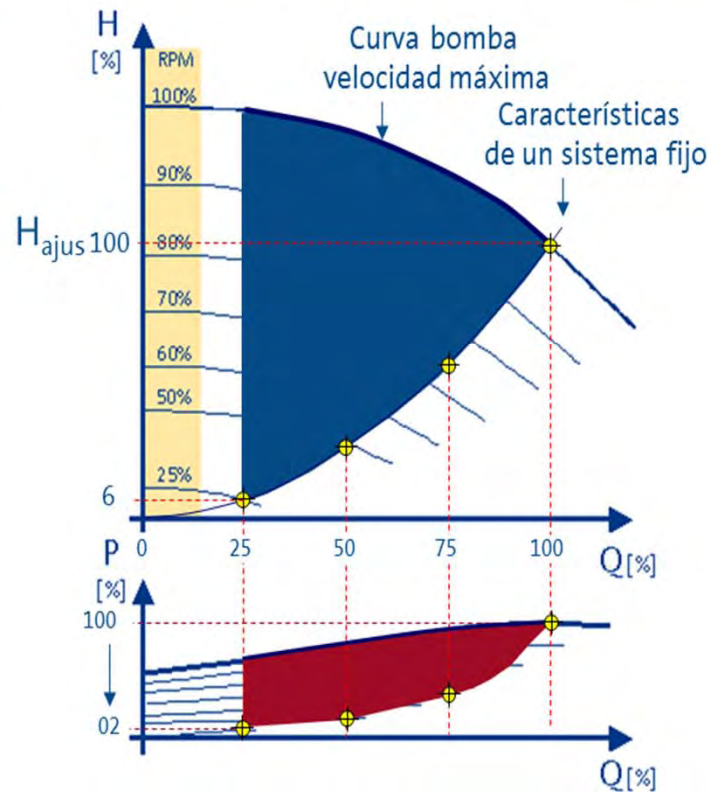 H
[%]
RPM
100%
90%
80%
70%
60%
50%
25%
Curva bomba
velocidad máxima
Características
de un sistema fijo
H ajus 100
6
0 25 50 75 100 Q [%]
P
[%]
100
02
Q [%]